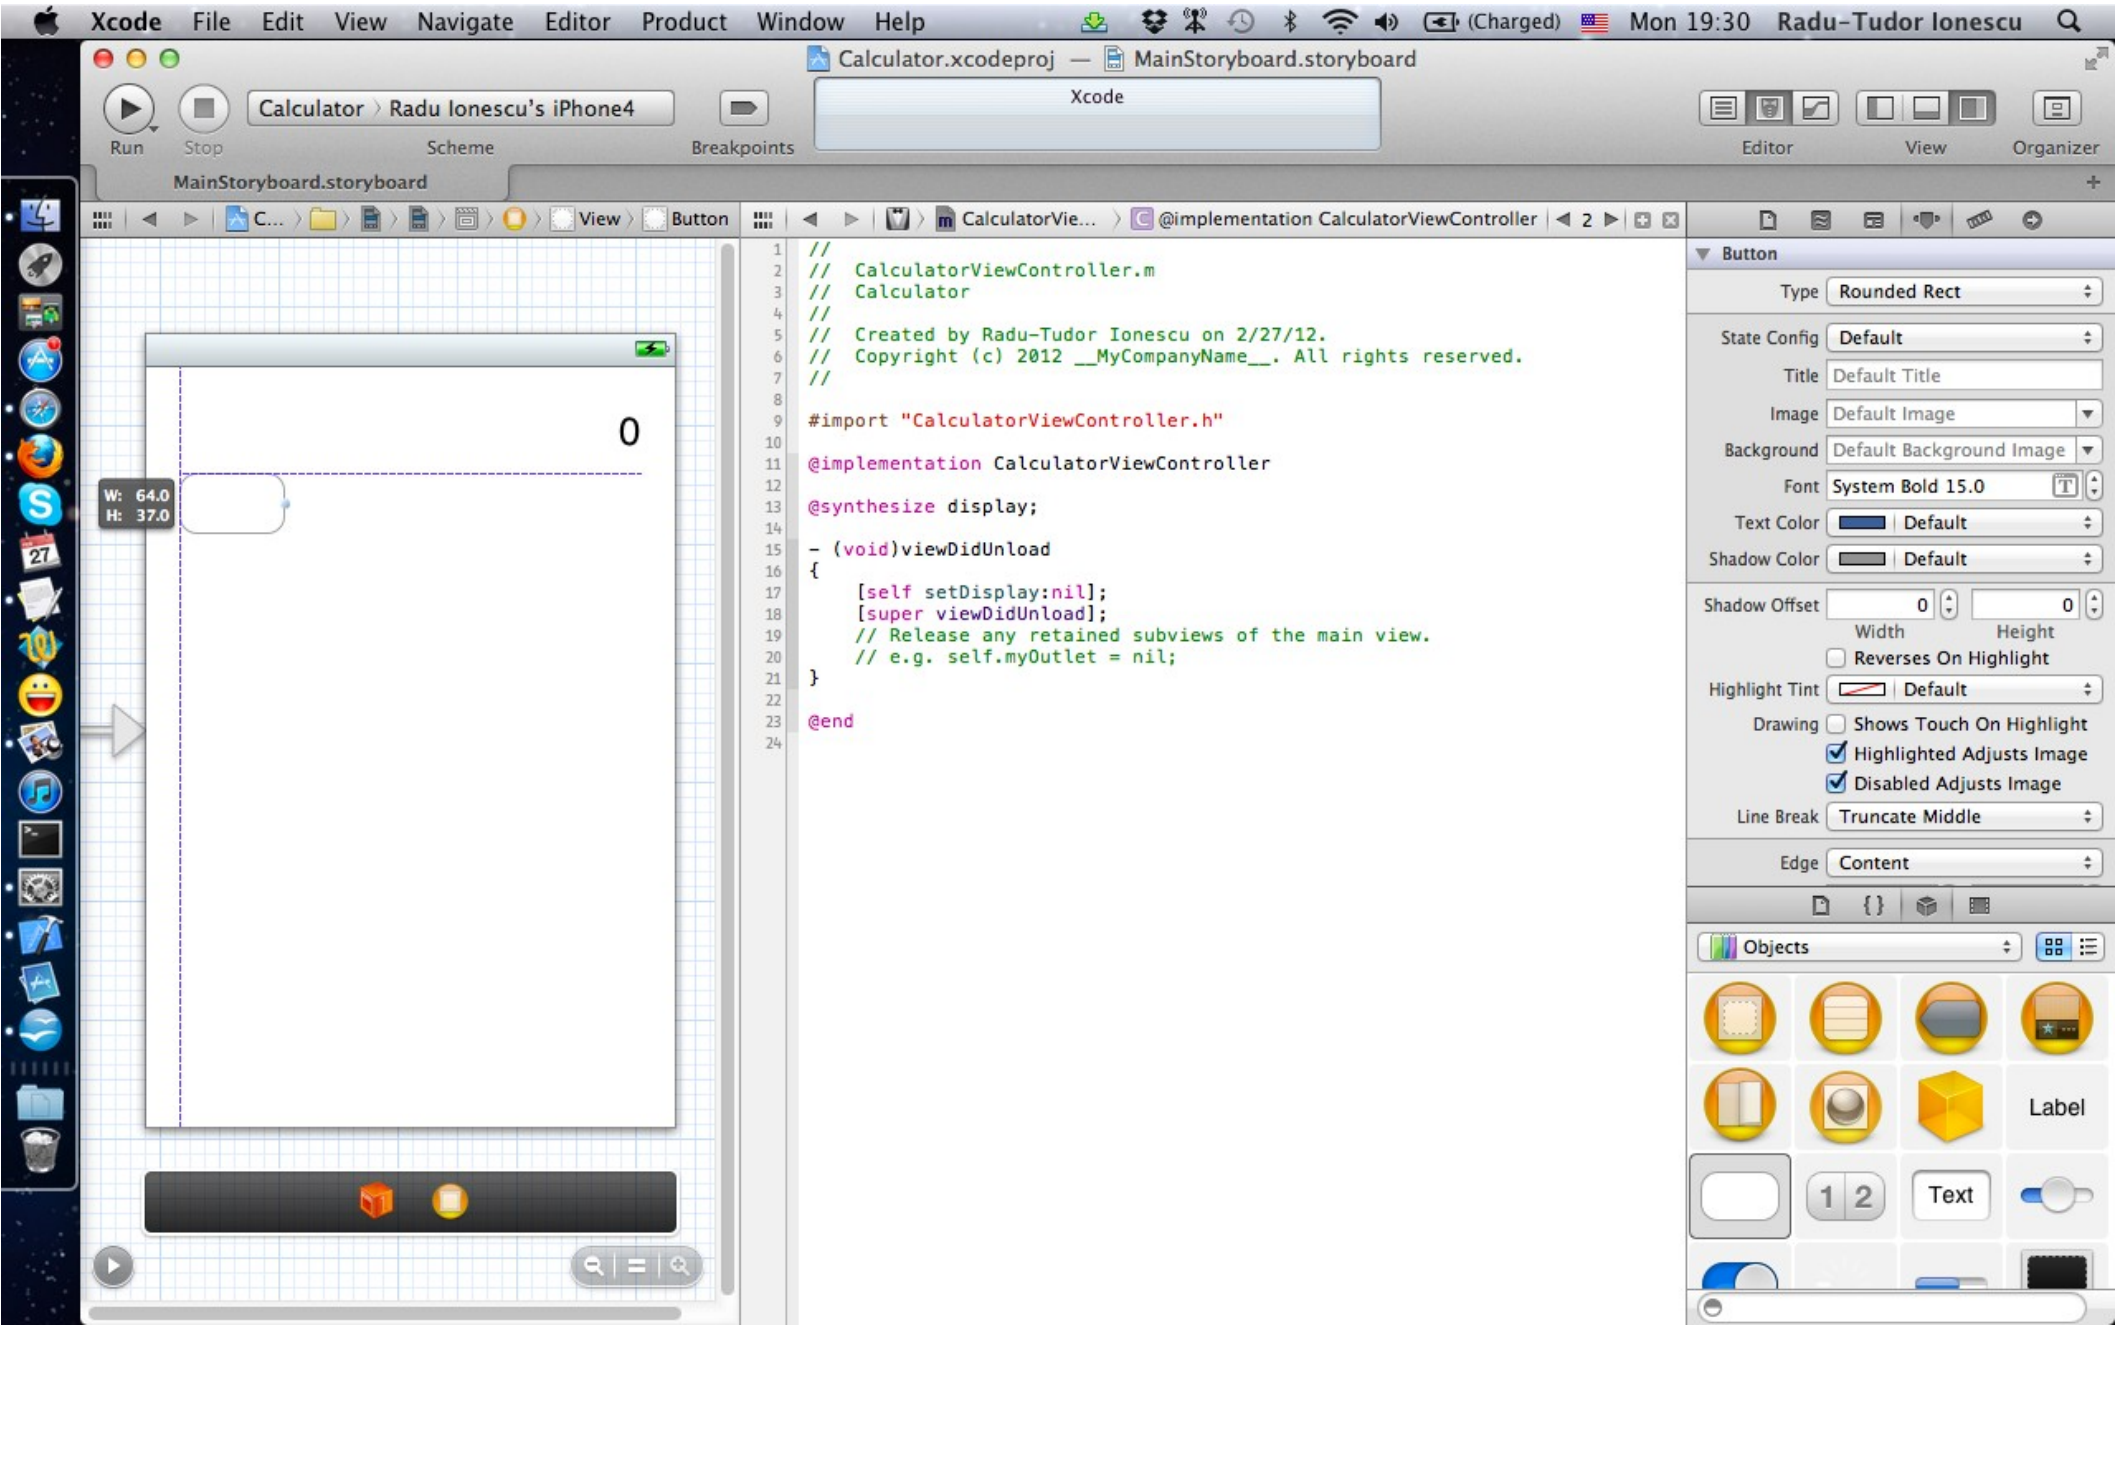 Xcode File Edit View Navigate Editor Product Window Help (Charged) Mon 19:30 Radu-Tudor Ionescu
Calculator.xcodeproj — MainStoryboard.storyboard
Calculator Radu Ionescu's iPhone4
Xcode
Run Stop Scheme Breakpoints Editor View Organizer
MainStoryboard.storyboard
C... View Button
CalculatorVie... C @implementation CalculatorViewController 2
0
W: 64.0
H: 37.0
1 //
2 // CalculatorViewController.m
3 // Calculator
4 //
5 // Created by Radu-Tudor Ionescu on 2/27/12.
6 // Copyright (c) 2012 __MyCompanyName__. All rights reserved.
7 //
8
9 #import "CalculatorViewController.h"
10
11 @implementation CalculatorViewController
12
13 @synthesize display;
14
15 - (void)viewDidUnload
16 {
17 [self setDisplay:nil];
18 [super viewDidUnload];
19 // Release any retained subviews of the main view.
20 // e.g. self.myOutlet = nil;
21 }
22
23 @end
24
Button
Type Rounded Rect
State Config Default
Title Default Title
Image Default Image
Background Default Background Image
Font System Bold 15.0 T
Text Color Default
Shadow Color Default
Shadow Offset 0 0
Width Height
Reverses On Highlight
Highlight Tint Default
Drawing Shows Touch On Highlight
Highlighted Adjusts Image
Disabled Adjusts Image
Line Break Truncate Middle
Edge Content
{}
Objects
Label
1 2 Text
27